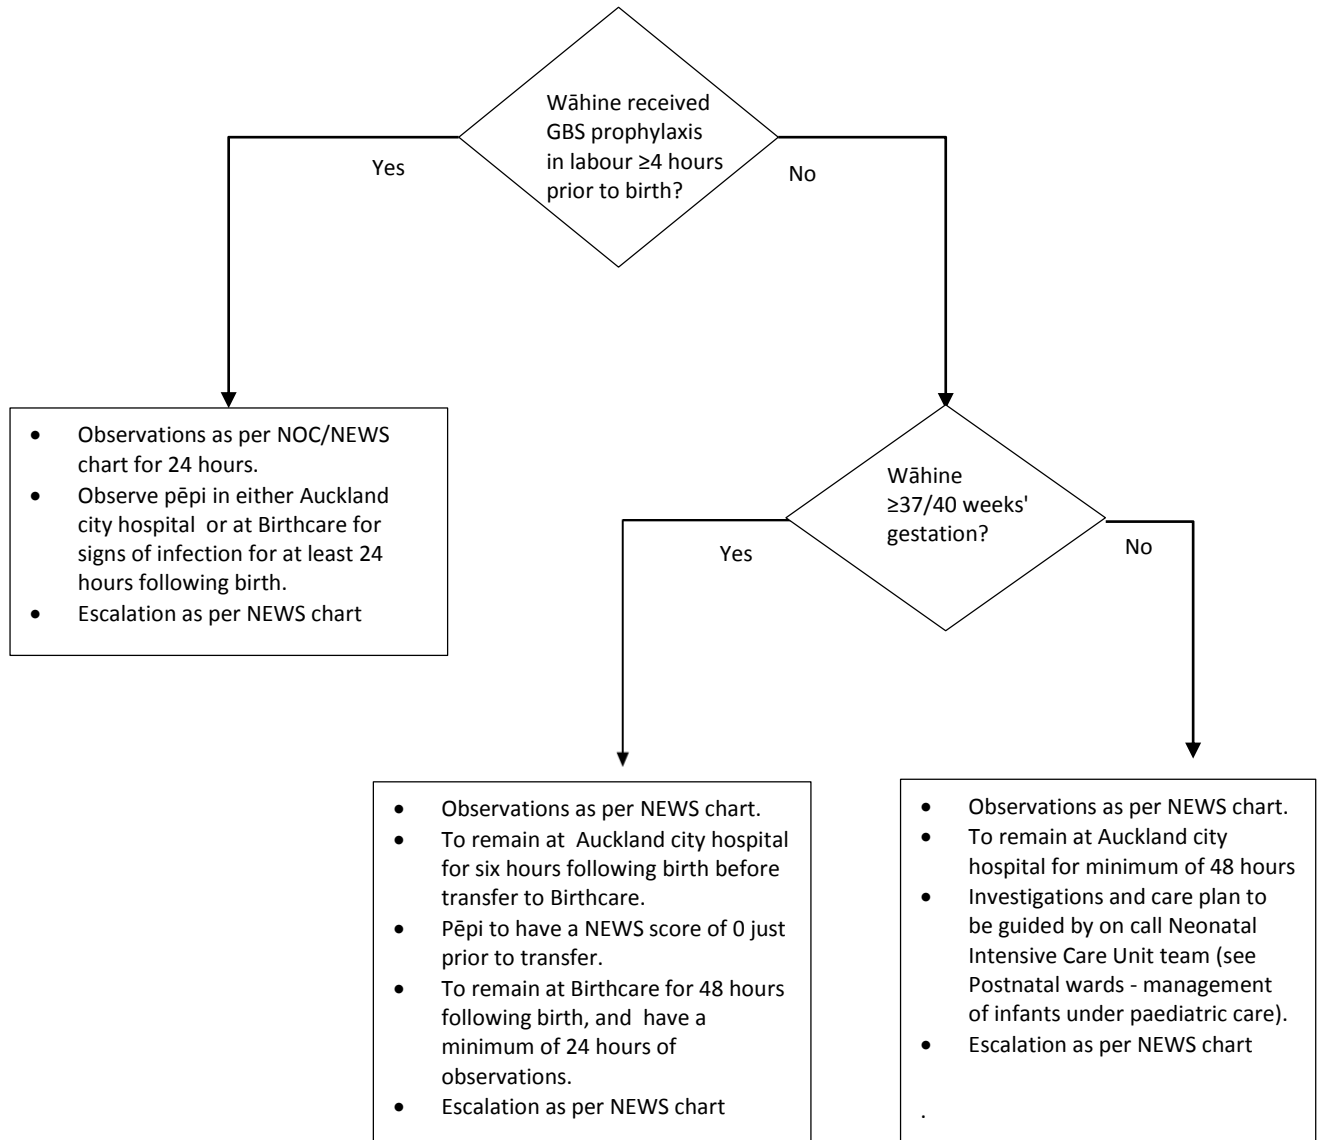 Wāhine received
GBS prophylaxis
in labour ≥4 hours
prior to birth?
Yes
No
• Observations as per NOC/NEWS
chart for 24 hours.
• Observe pēpi in either Auckland
city hospital or at Birthcare for
signs of infection for at least 24
hours following birth.
• Escalation as per NEWS chart
Wāhine
≥37/40 weeks'
gestation?
Yes
No
• Observations as per NEWS chart.
• To remain at Auckland city hospital
for six hours following birth before
transfer to Birthcare.
• Pēpi to have a NEWS score of 0 just
prior to transfer.
• To remain at Birthcare for 48 hours
following birth, and have a
minimum of 24 hours of
observations.
• Escalation as per NEWS chart
• Observations as per NEWS chart.
• To remain at Auckland city
hospital for minimum of 48 hours
• Investigations and care plan to
be guided by on call Neonatal
Intensive Care Unit team (see
Postnatal wards - management
of infants under paediatric care).
• Escalation as per NEWS chart
.